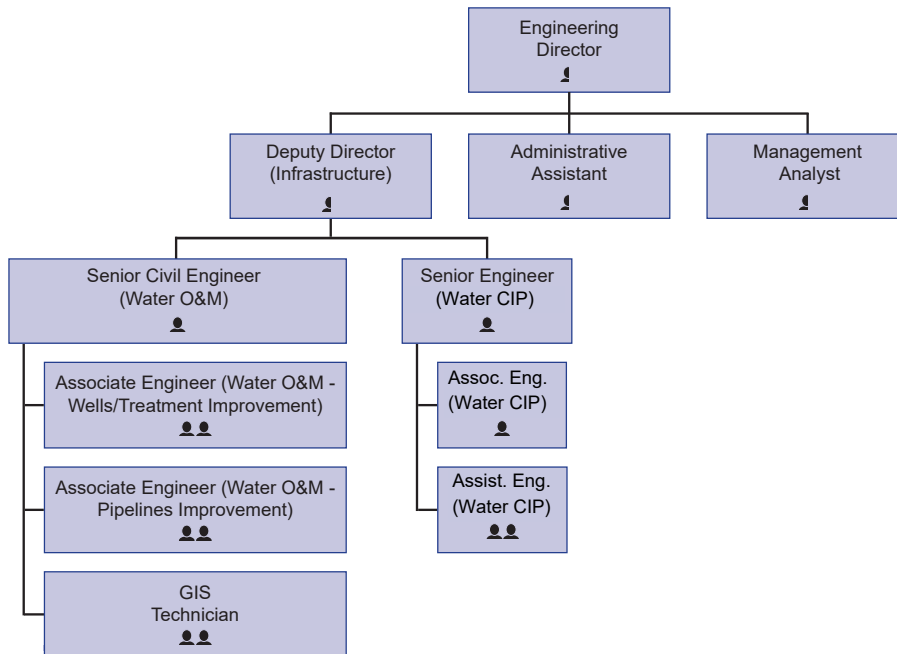 Engineering
Director
Deputy Director
(Infrastructure)
Administrative
Assistant
Management
Analyst
Senior Civil Engineer
(Water O&M)
Senior Engineer
(Water CIP)
Associate Engineer (Water O&M -
Wells/Treatment Improvement)
Assoc. Eng.
(Water CIP)
Associate Engineer (Water O&M -
Pipelines Improvement)
Assist. Eng.
(Water CIP)
GIS
Technician